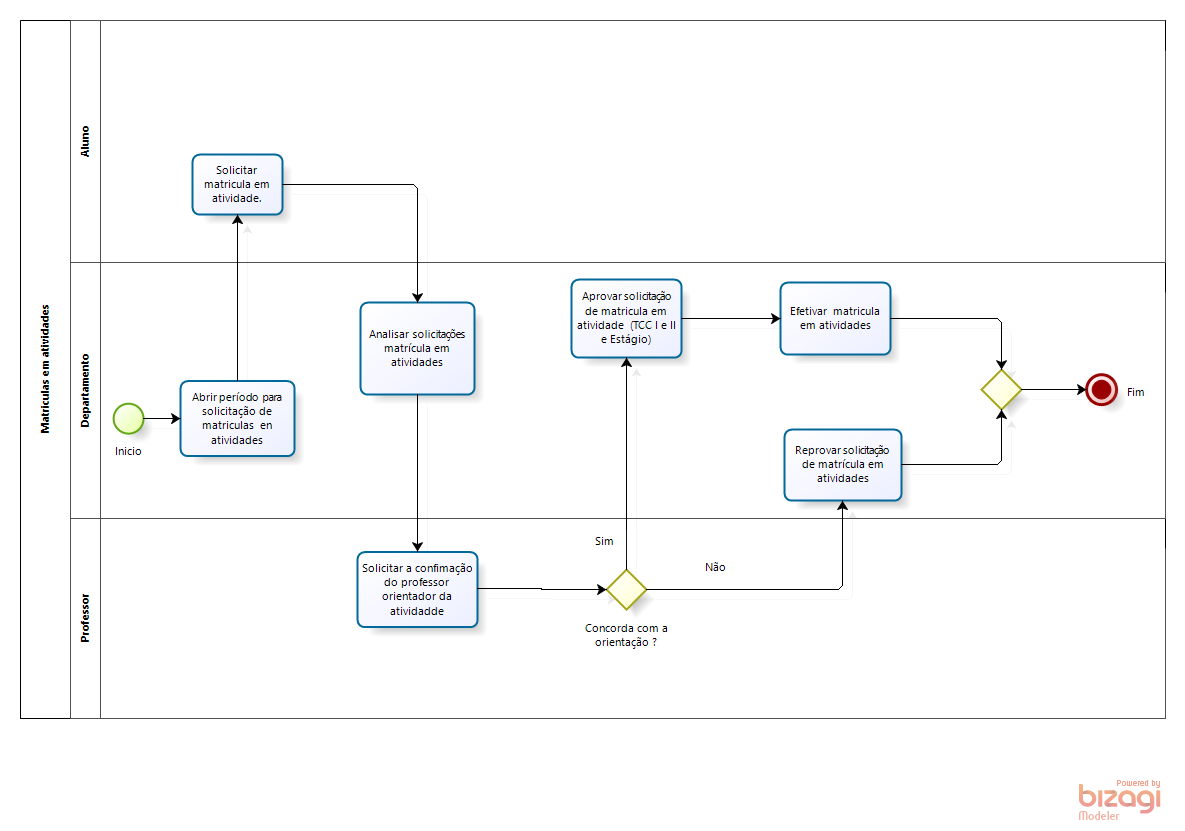 Matriculas em atividades
Aluno
Solicitar
matricula em
atividade.
Departamento
Inicio
Abrir período para
solicitação de
matriculas en
atividades
Analisar solicitações
matrícula em
atividades
Aprovar solicitação
de matricula em
atividade (TCC I e II
e Estágio)
Efetivar matricula
em atividades
Reprovar solicitação
de matrícula em
atividades
Fim
Professor
Solicitar a confimação
do professor
orientador da
atividadde
Sim
Não
Concorda com a
orientação ?
Powered by
bizagi
Modeler